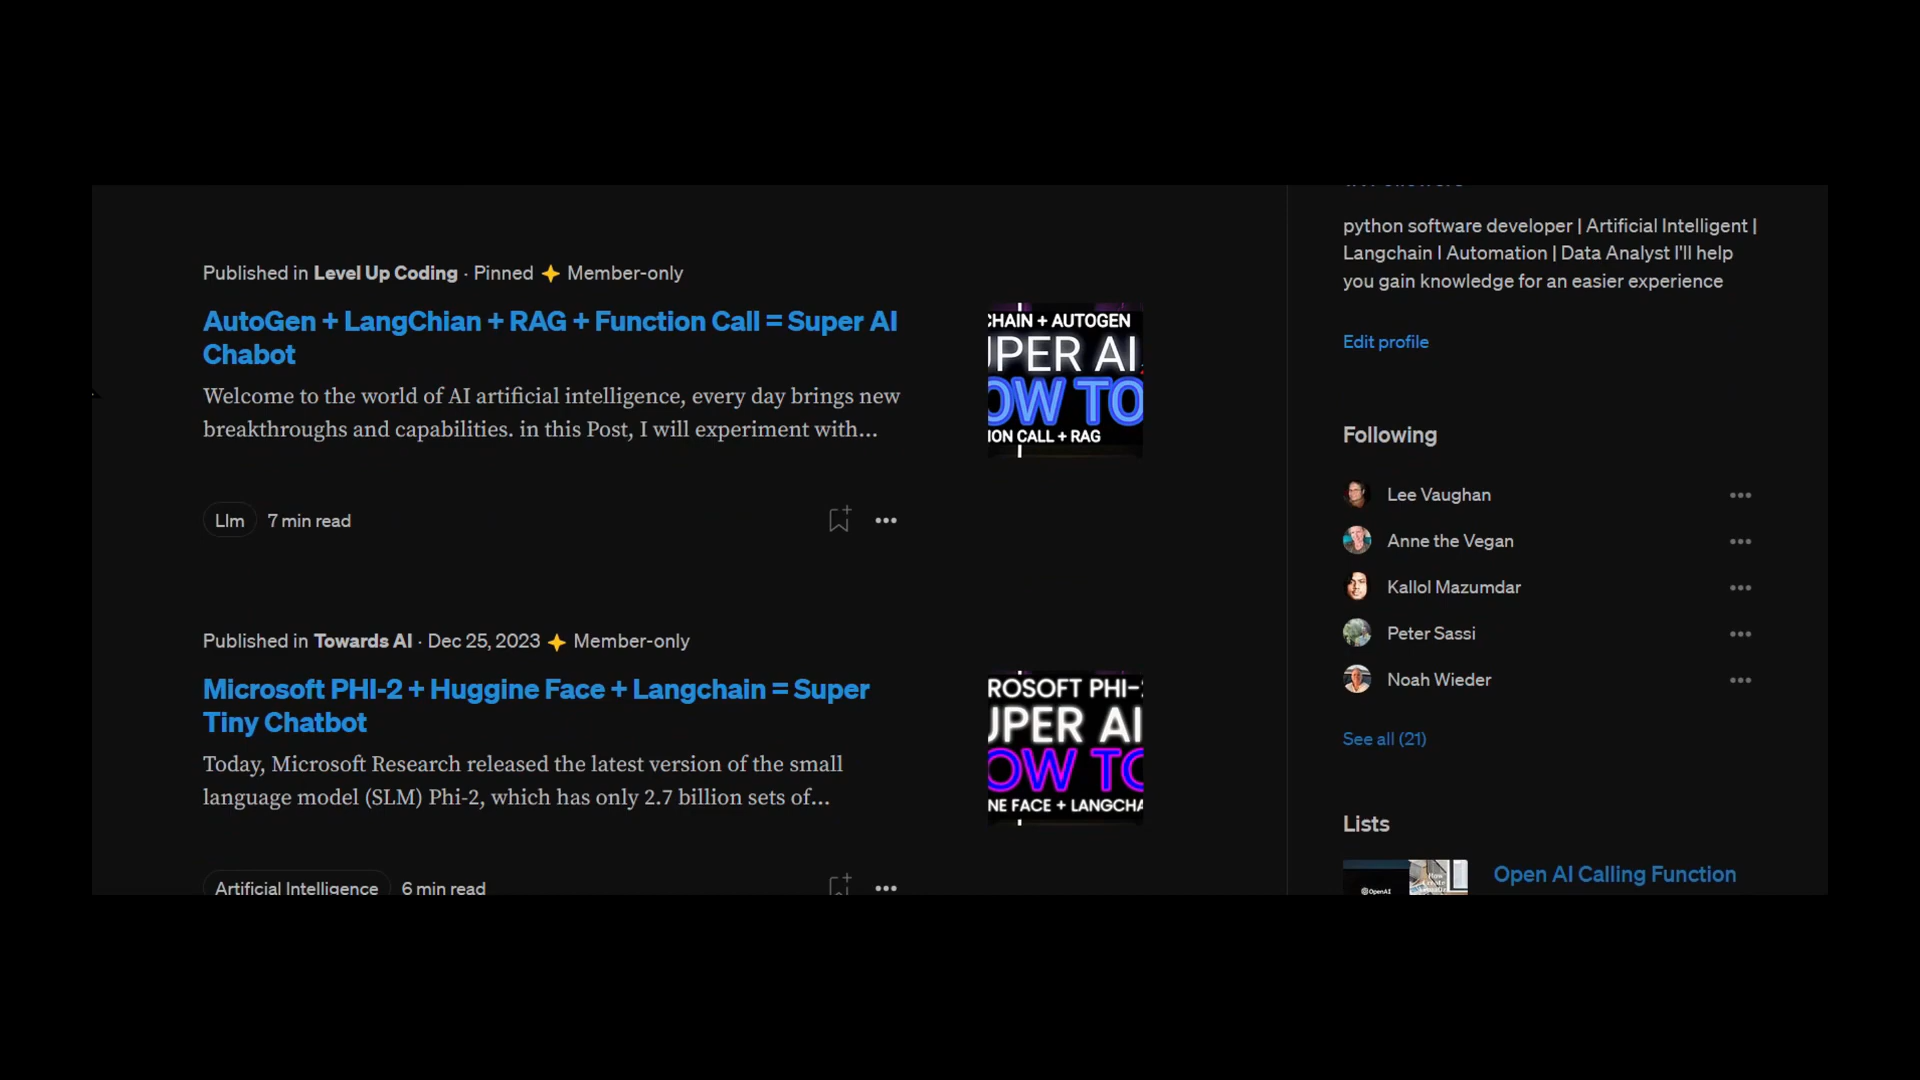 Published in Level Up Coding · Pinned Member-only
AutoGen + LangChian + RAG + Function Call = Super AI
Chabot
Welcome to the world of AI artificial intelligence, every day brings new
breakthroughs and capabilities. in this Post, I will experiment with...
Llm 7 min read
CHAIN + AUTOGEN
UPER AI
OW TO
ION CALL + RAG
Published in Towards AI · Dec 25, 2023 Member-only
Microsoft PHI-2 + Huggine Face + Langchain = Super
Tiny Chatbot
Today, Microsoft Research released the latest version of the small
language model (SLM) Phi-2, which has only 2.7 billion sets of...
Artificial Intelligence 6 min read
ROSOFT PHI-2
UPER AI
OW TO
NE FACE + LANGCHA
python software developer | Artificial Intelligent |
Langchain I Automation | Data Analyst I'll help
you gain knowledge for an easier experience
Edit profile
Following
Lee Vaughan
Anne the Vegan
Kallol Mazumdar
Peter Sassi
Noah Wieder
See all (21)
Lists
OpenAI
Open AI Calling Function